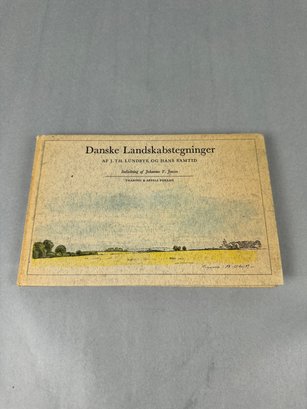 Danske Landskabstegninger
AF J. TH. LUNDBYE OG HANS SAMTID
Indledning af Johannes V. Jensen